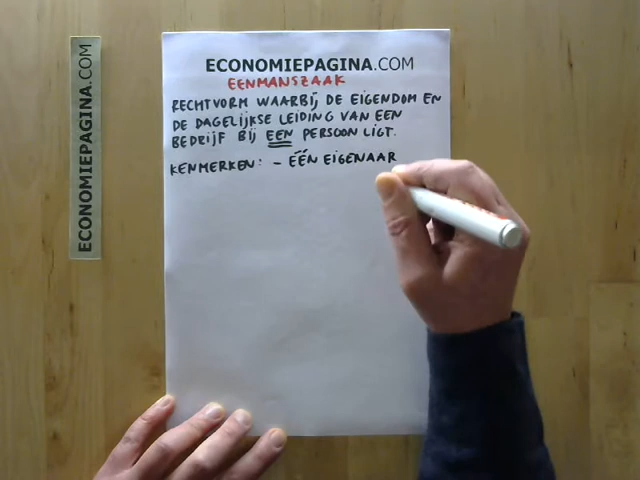 ECONOMIEPAGINA.COM
ECONOMIEPAGINA.COM
EENMANSZAAK
RECHTVORM WAARBIJ DE EIGENDOM EN
DE DAGELIJKSE LEIDING VAN EEN
BEDRIJF BIJ EEN PERSOON LIGT.
KENMERKEN: - ÉÉN EIGENAAR